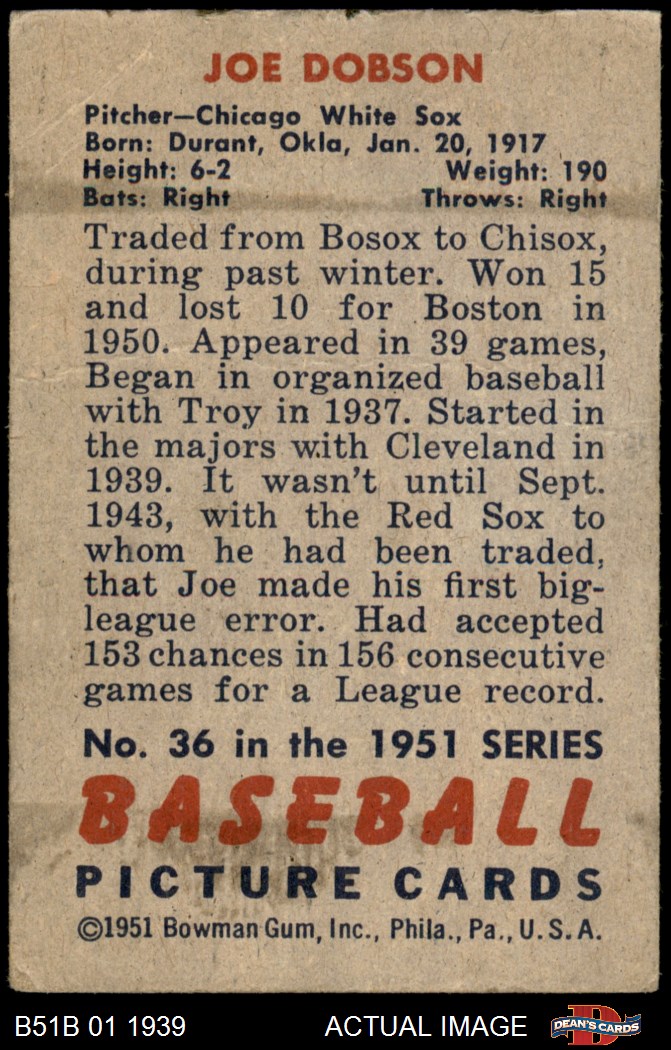 JOE DOBSON
Pitcher—Chicago White Sox
Born: Durant, Okla, Jan. 20, 1917
Height: 6-2 Weight: 190
Bats: Right Throws: Right
Traded from Bosox to Chisox,
during past winter. Won 15
and lost 10 for Boston in
1950. Appeared in 39 games,
Began in organized baseball
with Troy in 1937. Started in
the majors with Cleveland in
1939. It wasn't until Sept.
1943, with the Red Sox to
whom he had been traded,
that Joe made his first big-
league error. Had accepted
153 chances in 156 consecutive
games for a League record.
No. 36 in the 1951 SERIES
BASEBALL
PICTURE CARDS
©1951 Bowman Gum, Inc., Phila., Pa., U.S.A.
B51B 01 1939 ACTUAL IMAGE DEAN'S CARDS